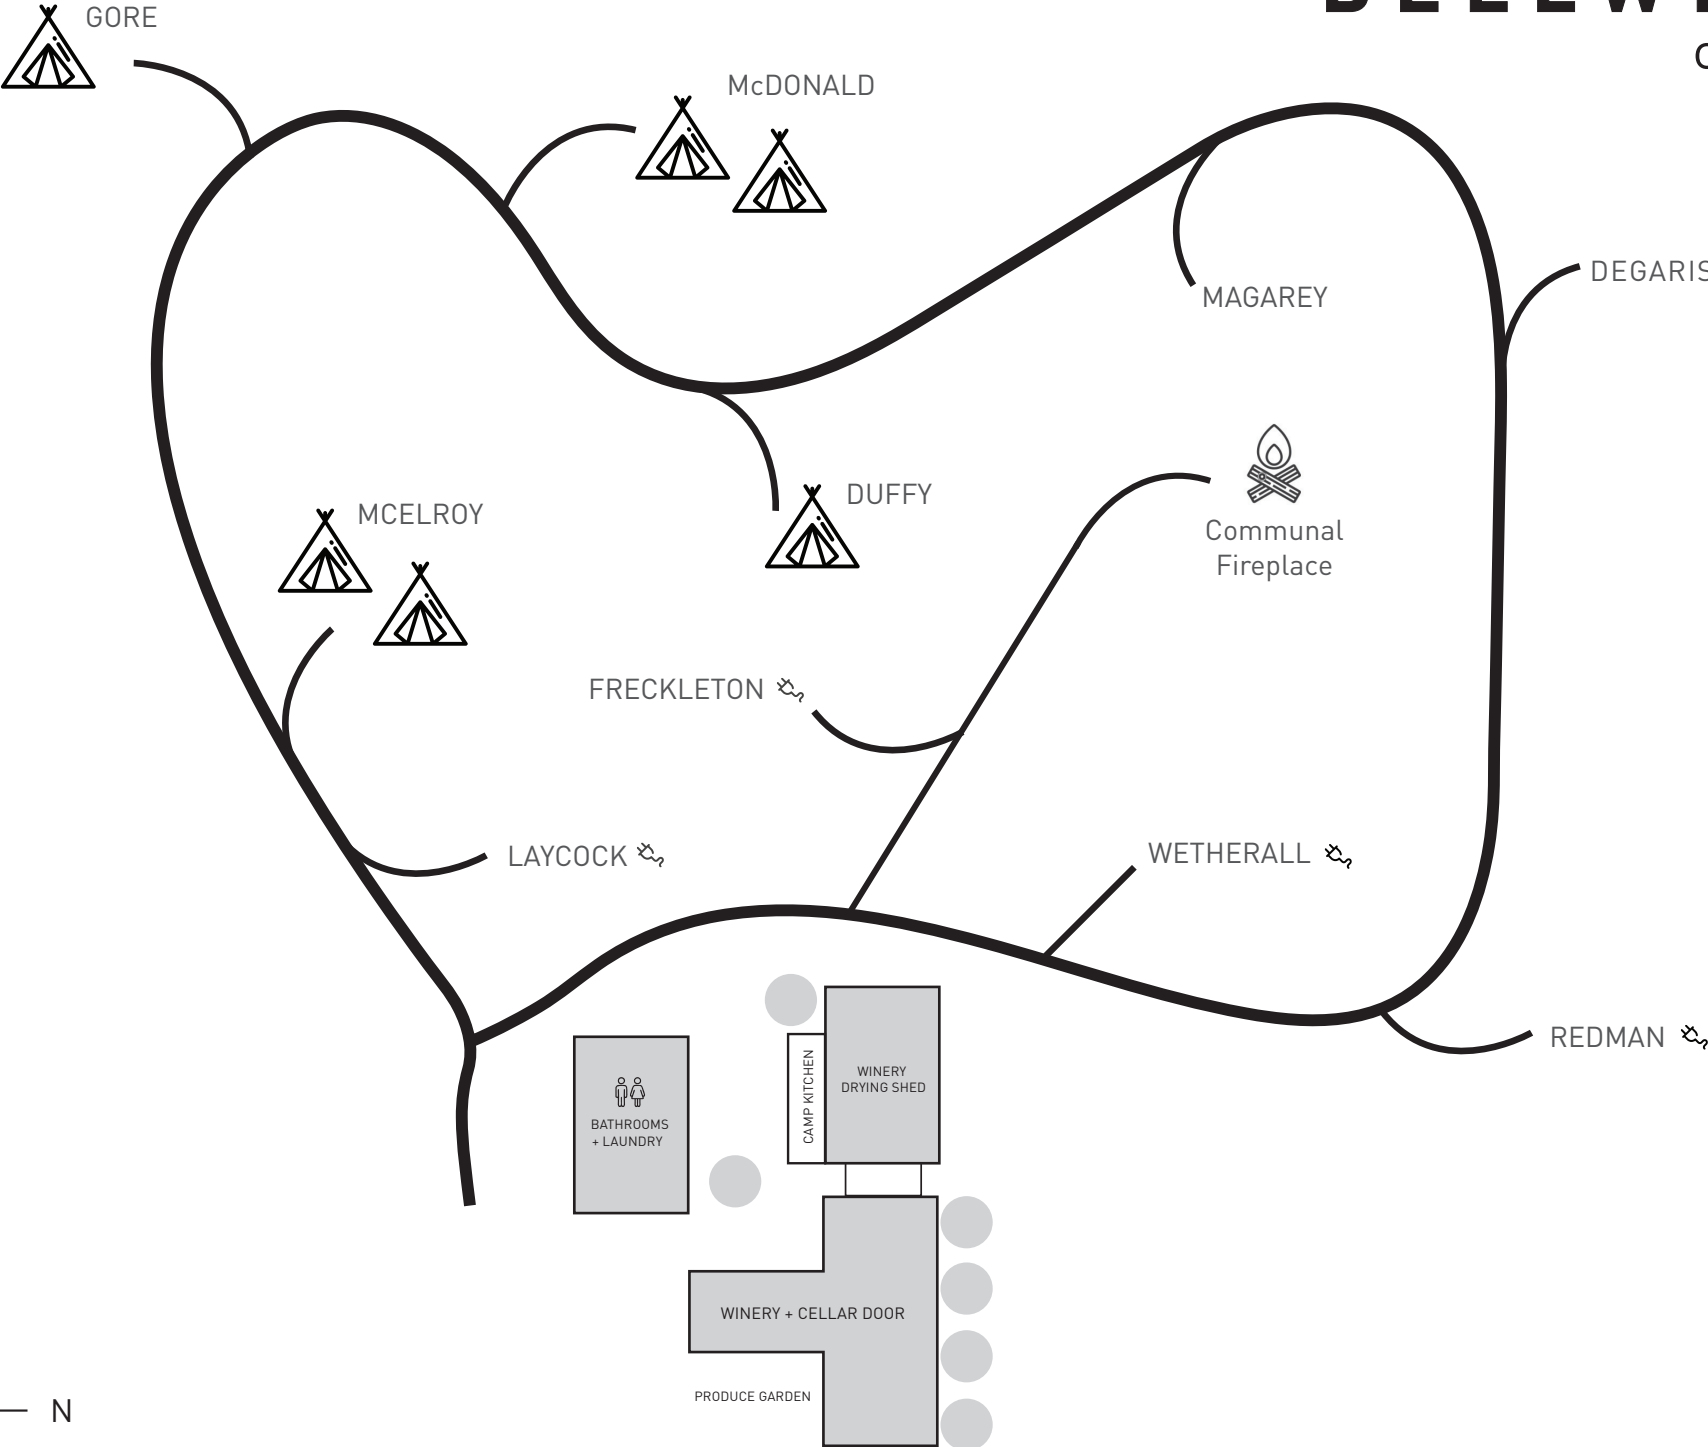 GORE
McDONALD
MAGAREY
DEGARIS
DUFFY
MCELROY
Communal
Fireplace
FRECKLETON
LAYCOCK
WETHERALL
REDMAN
CAMP KITCHEN
WINERY
DRYING SHED
BATHROOMS
+ LAUNDRY
WINERY + CELLAR DOOR
PRODUCE GARDEN
N